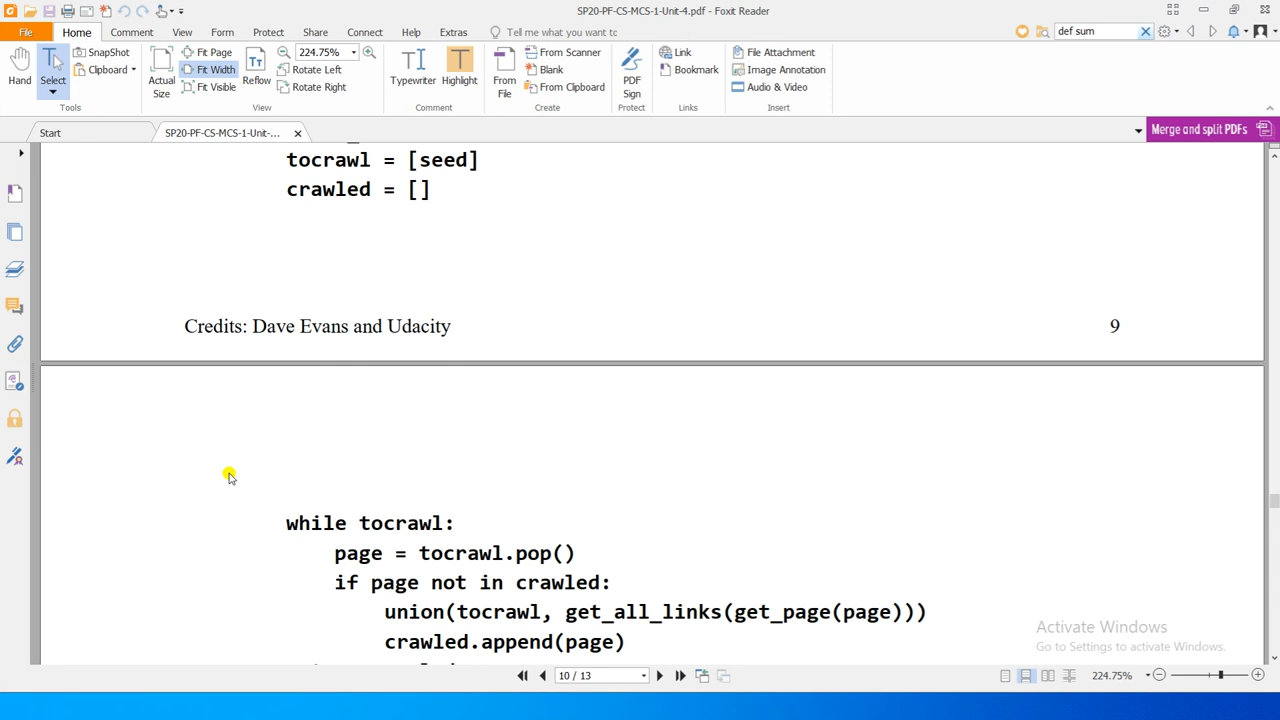 SP20-PF-CS-MCS-1-Unit-4.pdf - Foxit Reader
File Home Comment View Form Protect Share Connect Help Extras Tell me what you want to def sum
Hand
Select
Tools
SnapShot
Clipboard
Actual Size
Fit Page
Fit Width
Fit Visible
Reflow
224.75%
Rotate Left
Rotate Right
View
Typewriter
Highlight
Comment
From File
From Scanner
Blank
From Clipboard
Create
PDF Sign
Protect
Link
Bookmark
Links
File Attachment
Image Annotation
Audio & Video
Insert
Start
SP20-PF-CS-MCS-1-Unit-...
Merge and split PDFs
tocrawl = [seed]
crawled = []
Credits: Dave Evans and Udacity 9
while tocrawl:
page = tocrawl.pop()
if page not in crawled:
union(tocrawl, get_all_links(get_page(page)))
crawled.append(page)
Activate Windows
Go to Settings to activate Windows.
10 / 13
224.75%